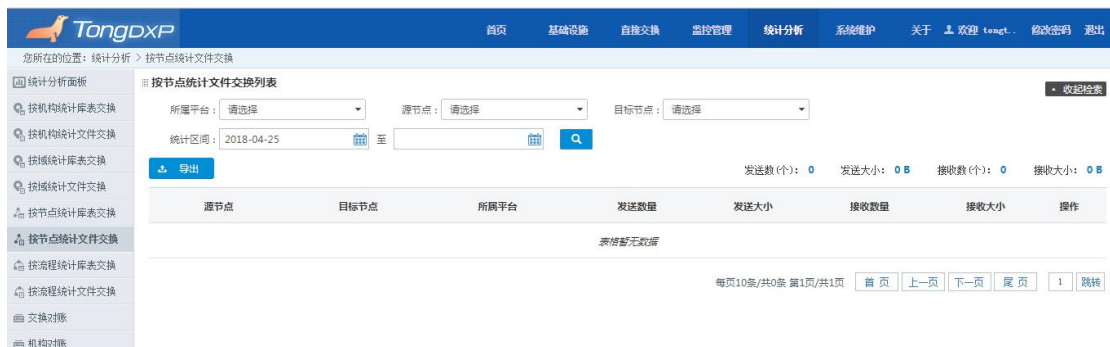 TongDXP
首页 基础设施 直接交换 监控管理 统计分析 系统维护 关于 欢迎 tongt.. 修改密码 退出
您所在的位置：统计分析 > 按节点统计文件交换
统计分析面板
按机构统计库表交换
按机构统计文件交换
按域统计库表交换
按域统计文件交换
按节点统计库表交换
按节点统计文件交换
按流程统计库表交换
按流程统计文件交换
交换对账
机构对账
按节点统计文件交换列表
收起检索
所属平台： 请选择 源节点： 请选择 目标节点： 请选择
统计区间： 2018-04-25 至
导出 发送数(个)： 0 发送大小： 0 B 接收数(个)： 0 接收大小： 0 B
源节点 目标节点 所属平台 发送数量 发送大小 接收数量 接收大小 操作
表格暂无数据
每页10条/共0条 第1页/共1页 首 页 上一页 下一页 尾 页 1 跳转